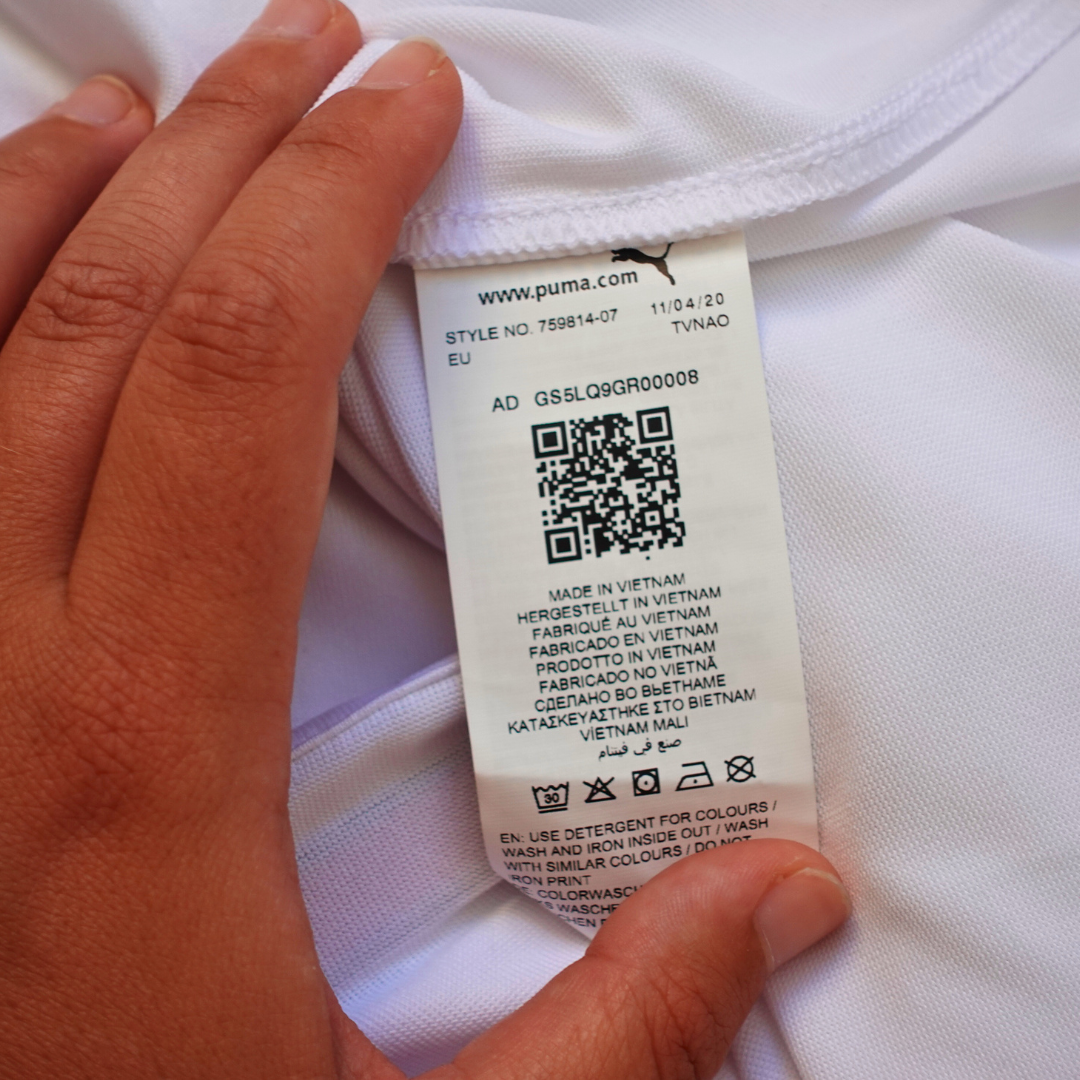 www.puma.com
STYLE NO. 759814-07 11/04/20
EU TVNAO
AD GS5LQ9GR00008
MADE IN VIETNAM
HERGESTELLT IN VIETNAM
FABRIQUÉ AU VIETNAM
FABRICADO EN VIETNAM
PRODOTTO IN VIETNAM
FABRICADO NO VIETNÃ
СДЕЛАНО ВО ВЬЕТНАМЕ
ΚΑΤΑΣΚΕΥΑΣΤΗΚΕ ΣΤΟ ΒΙΕΤΝΑΜ
VİETNAM MALI
صنع في فيتنام
30
EN: USE DETERGENT FOR COLOURS /
WASH AND IRON INSIDE OUT / WASH
WITH SIMILAR COLOURS / DO NOT
IRON PRINT